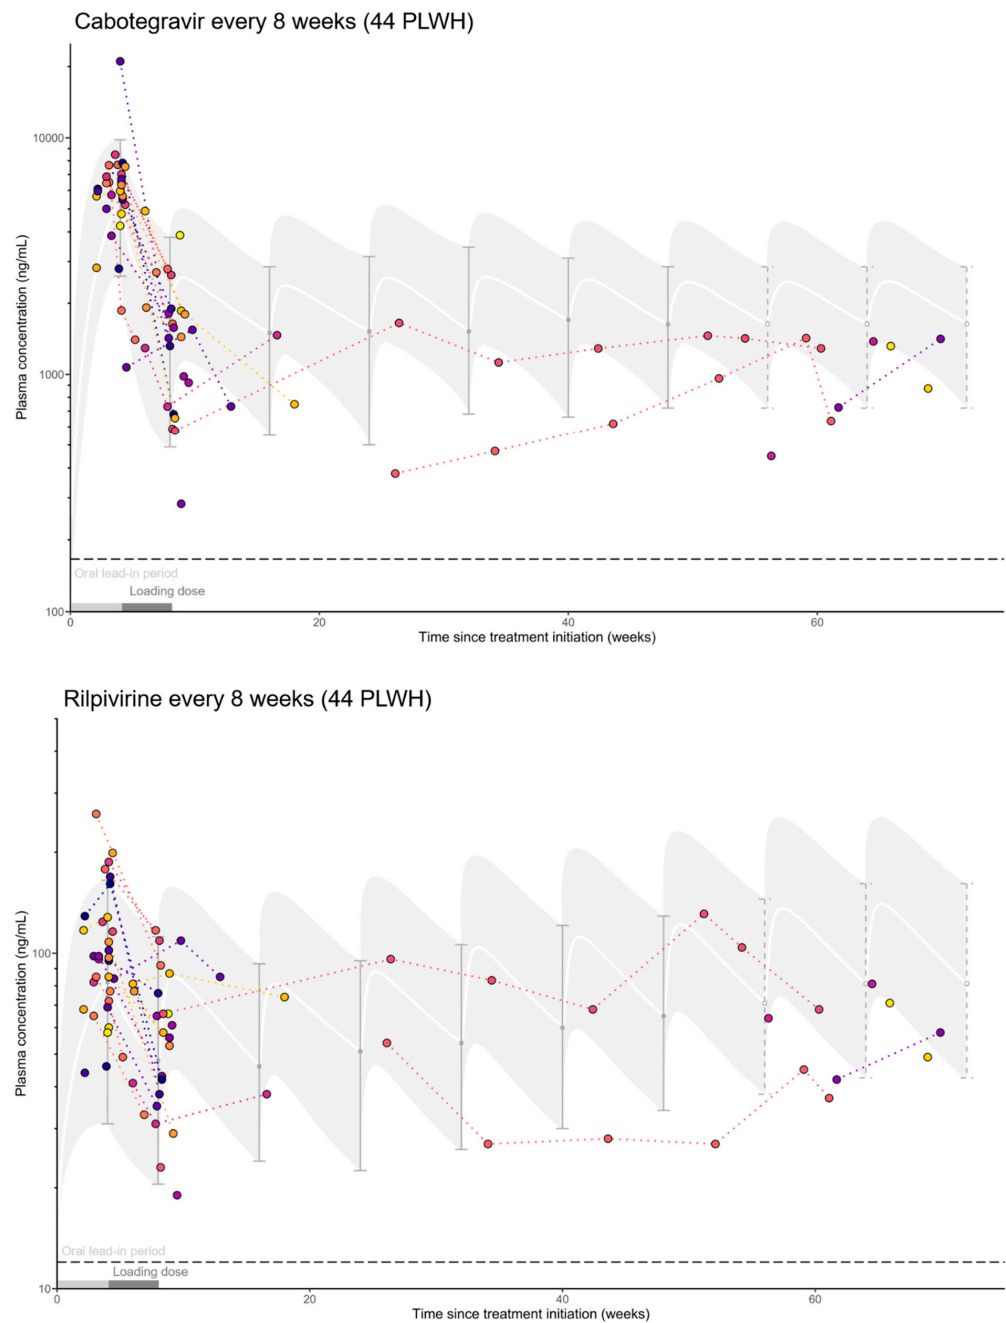 Cabotegravir every 8 weeks (44 PLWH)
10000
1000
100
Plasma concentration (ng/mL)
Oral lead-in period
Loading dose
0 20 40 60
Time since treatment initiation (weeks)
Rilpivirine every 8 weeks (44 PLWH)
100
10
Plasma concentration (ng/mL)
Oral lead-in period
Loading dose
0 20 40 60
Time since treatment initiation (weeks)